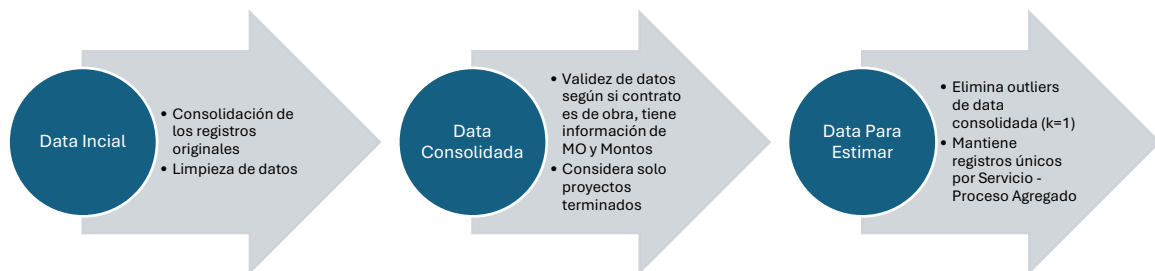 Data Incial
• Consolidación de
los registros
originales
• Limpieza de datos
Data
Consolidada
• Validez de datos
según si contrato
es de obra, tiene
información de
MO y Montos
• Considera solo
proyectos
terminados
Data Para
Estimar
• Elimina outliers
de data
consolidada (k=1)
• Mantiene
registros únicos
por Servicio -
Proceso Agregado